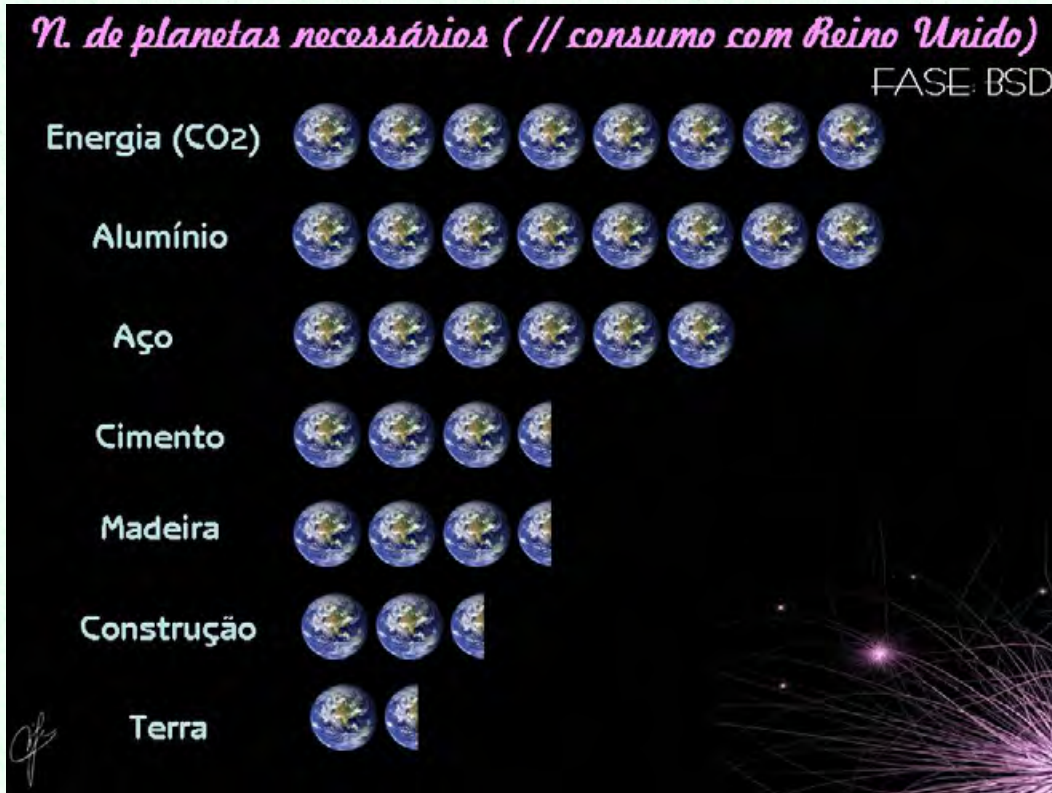 N. de planetas necessários ( // consumo com Reino Unido)
FASE: BSD
Energia (CO2)
Alumínio
Aço
Cimento
Madeira
Construção
Terra